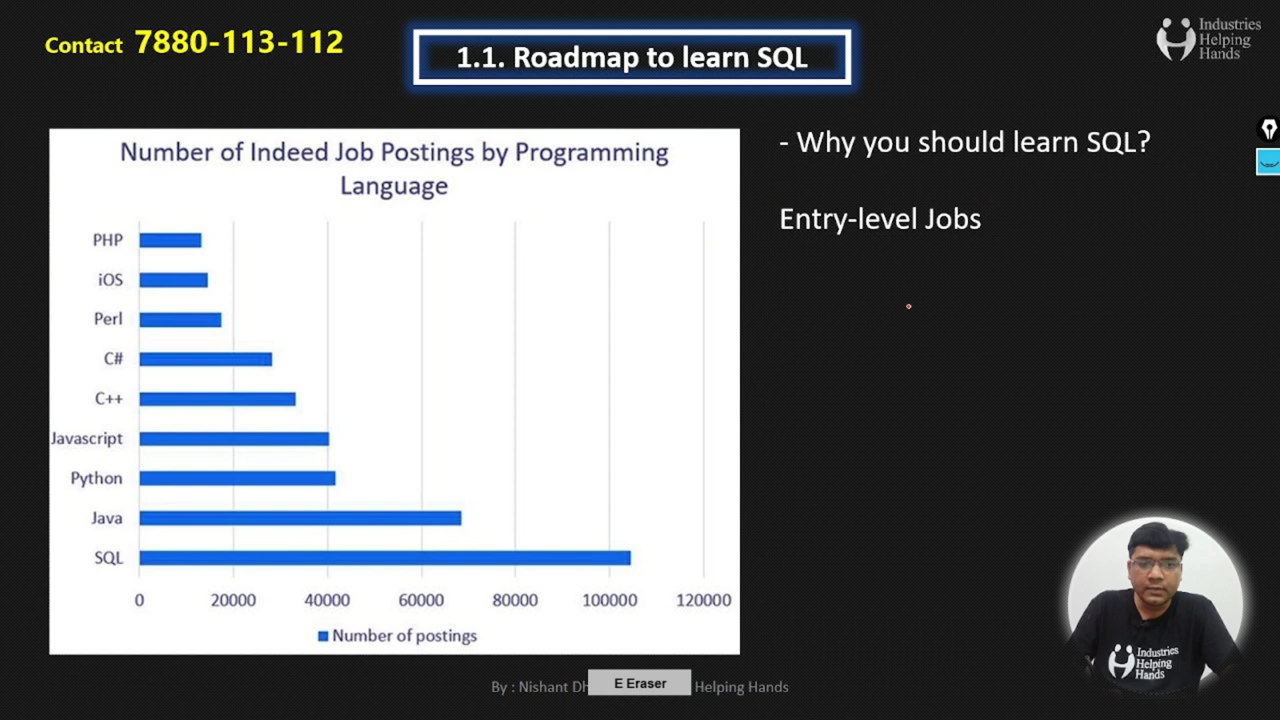 Contact 7880-113-112
1.1. Roadmap to learn SQL
Industries
Helping
Hands
Number of Indeed Job Postings by Programming
Language
PHP
iOS
Perl
C#
C++
Javascript
Python
Java
SQL
0 20000 40000 60000 80000 100000 120000
Number of postings
- Why you should learn SQL?
Entry-level Jobs
Industries
Helping
Hands
By : Nishant E Eraser Helping Hands